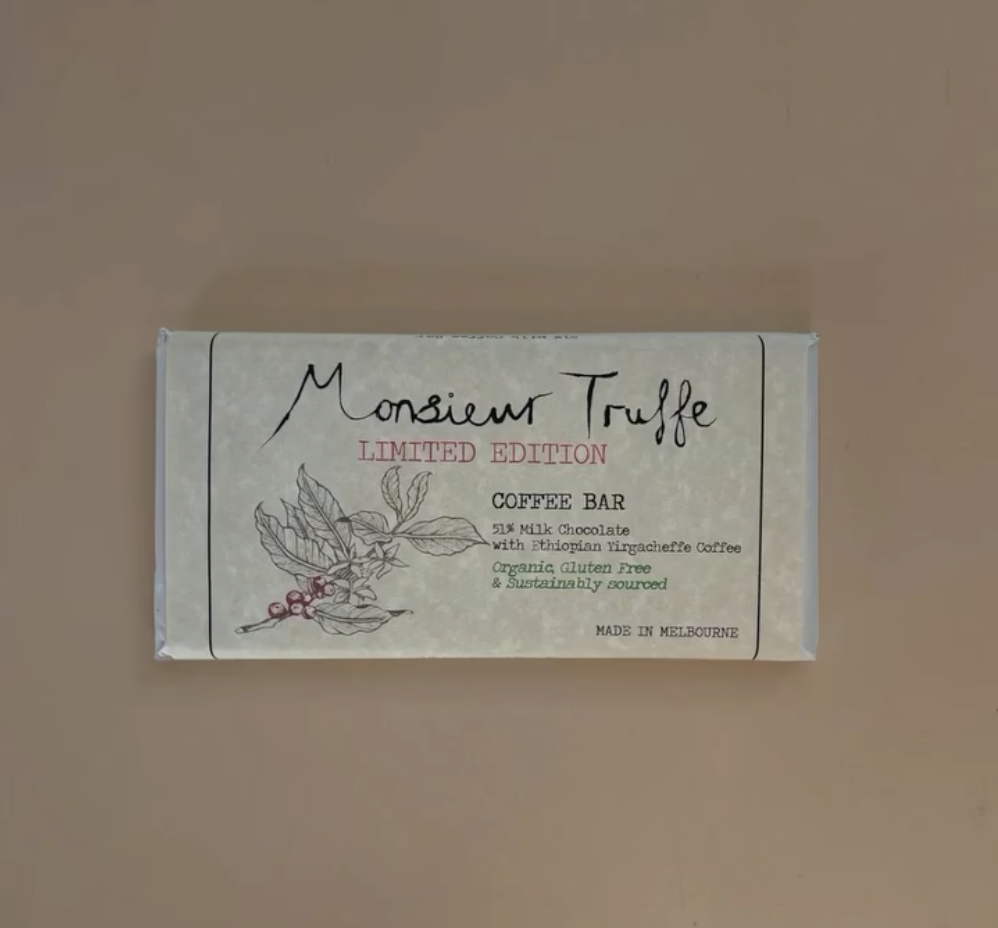 Monsieur Truffe
LIMITED EDITION
COFFEE BAR
51% Milk Chocolate
with Ethiopian Yirgacheffe Coffee
Organic, Gluten Free
& Sustainably sourced
MADE IN MELBOURNE